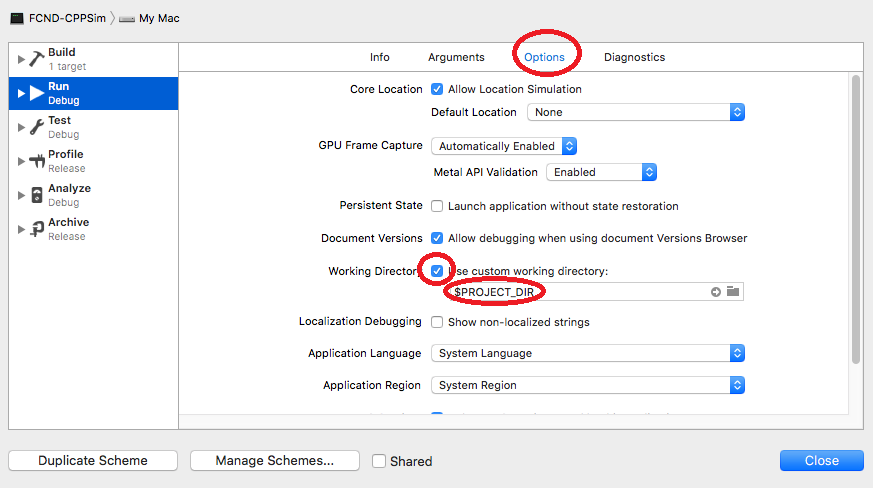 FCND-CPPSim My Mac
Build
1 target
Run
Debug
Test
Debug
Profile
Release
Analyze
Debug
Archive
Release
Info Arguments Options Diagnostics
Core Location Allow Location Simulation
Default Location None
GPU Frame Capture Automatically Enabled
Metal API Validation Enabled
Persistent State Launch application without state restoration
Document Versions Allow debugging when using document Versions Browser
Working Directory Use custom working directory:
$PROJECT_DIR
Localization Debugging Show non-localized strings
Application Language System Language
Application Region System Region
Duplicate Scheme Manage Schemes... Shared Close